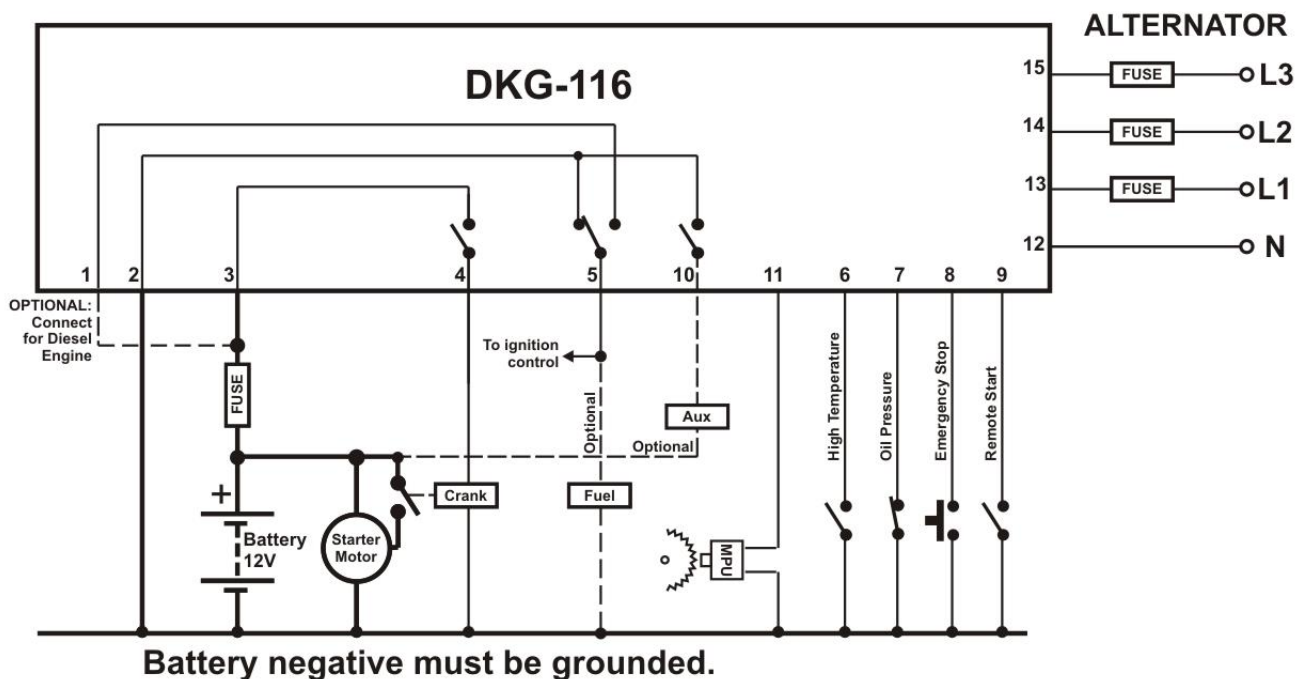 ALTERNATOR
DKG-116
15
FUSE
L3
14
FUSE
L2
13
FUSE
L1
12
N
1
2
3
4
5
10
11
6
7
8
9
OPTIONAL:
Connect
for Diesel
Engine
FUSE
To ignition
control
Optional
Aux
Optional
High Temperature
Oil Pressure
Emergency Stop
Remote Start
+
Battery
12V
Starter
Motor
Crank
Fuel
MPU
Battery negative must be grounded.